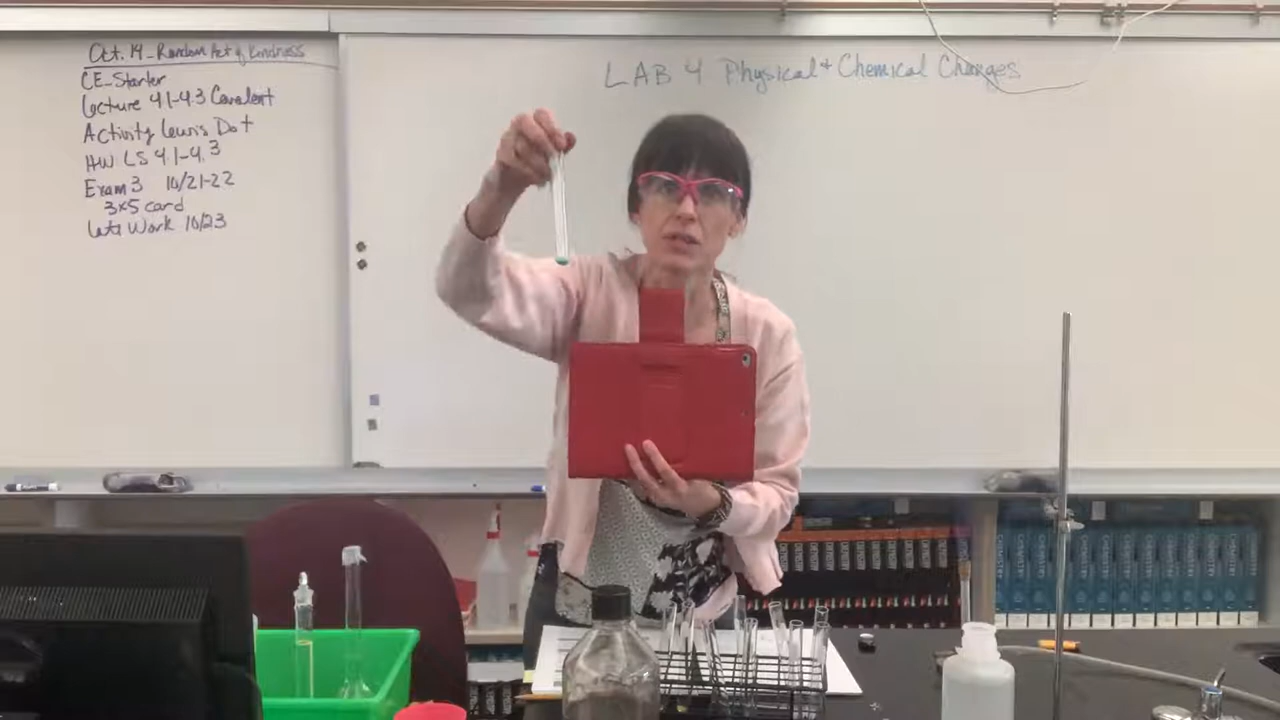 Oct. 14 - Random Act of Kindness
CE-Starter
Lecture 4.1-4.3 Covalent
Activity Lewis Dot
HW LS 4.1-4.3
Exam 3 10/21-22
3x5 card
Late Work 10/23
LAB 4 Physical + Chemical Changes
CHEMISTRY